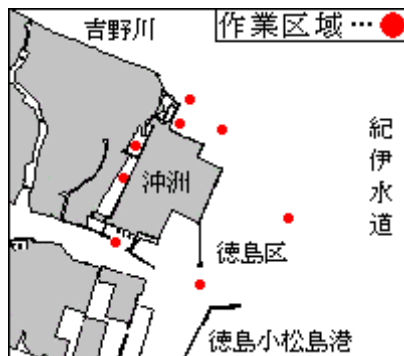 吉野川
作業区域…
紀伊水道
沖洲
徳島区
徳島小松島港